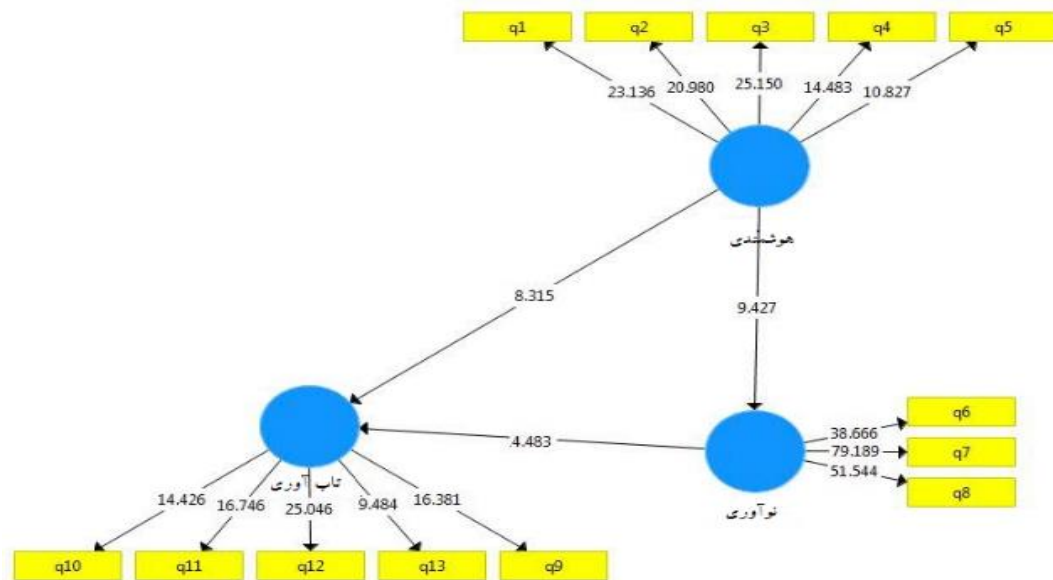 q1 q2 q3 q4 q5
23.136 20.980 25.150 14.483 10.827
هوشمندی
8.315 9.427
q6
38.666
4.483 79.189 q7
51.544
q8
تاب آوری
نوآوری
14.426 16.746 25.046 9.484 16.381
q10 q11 q12 q13 q9